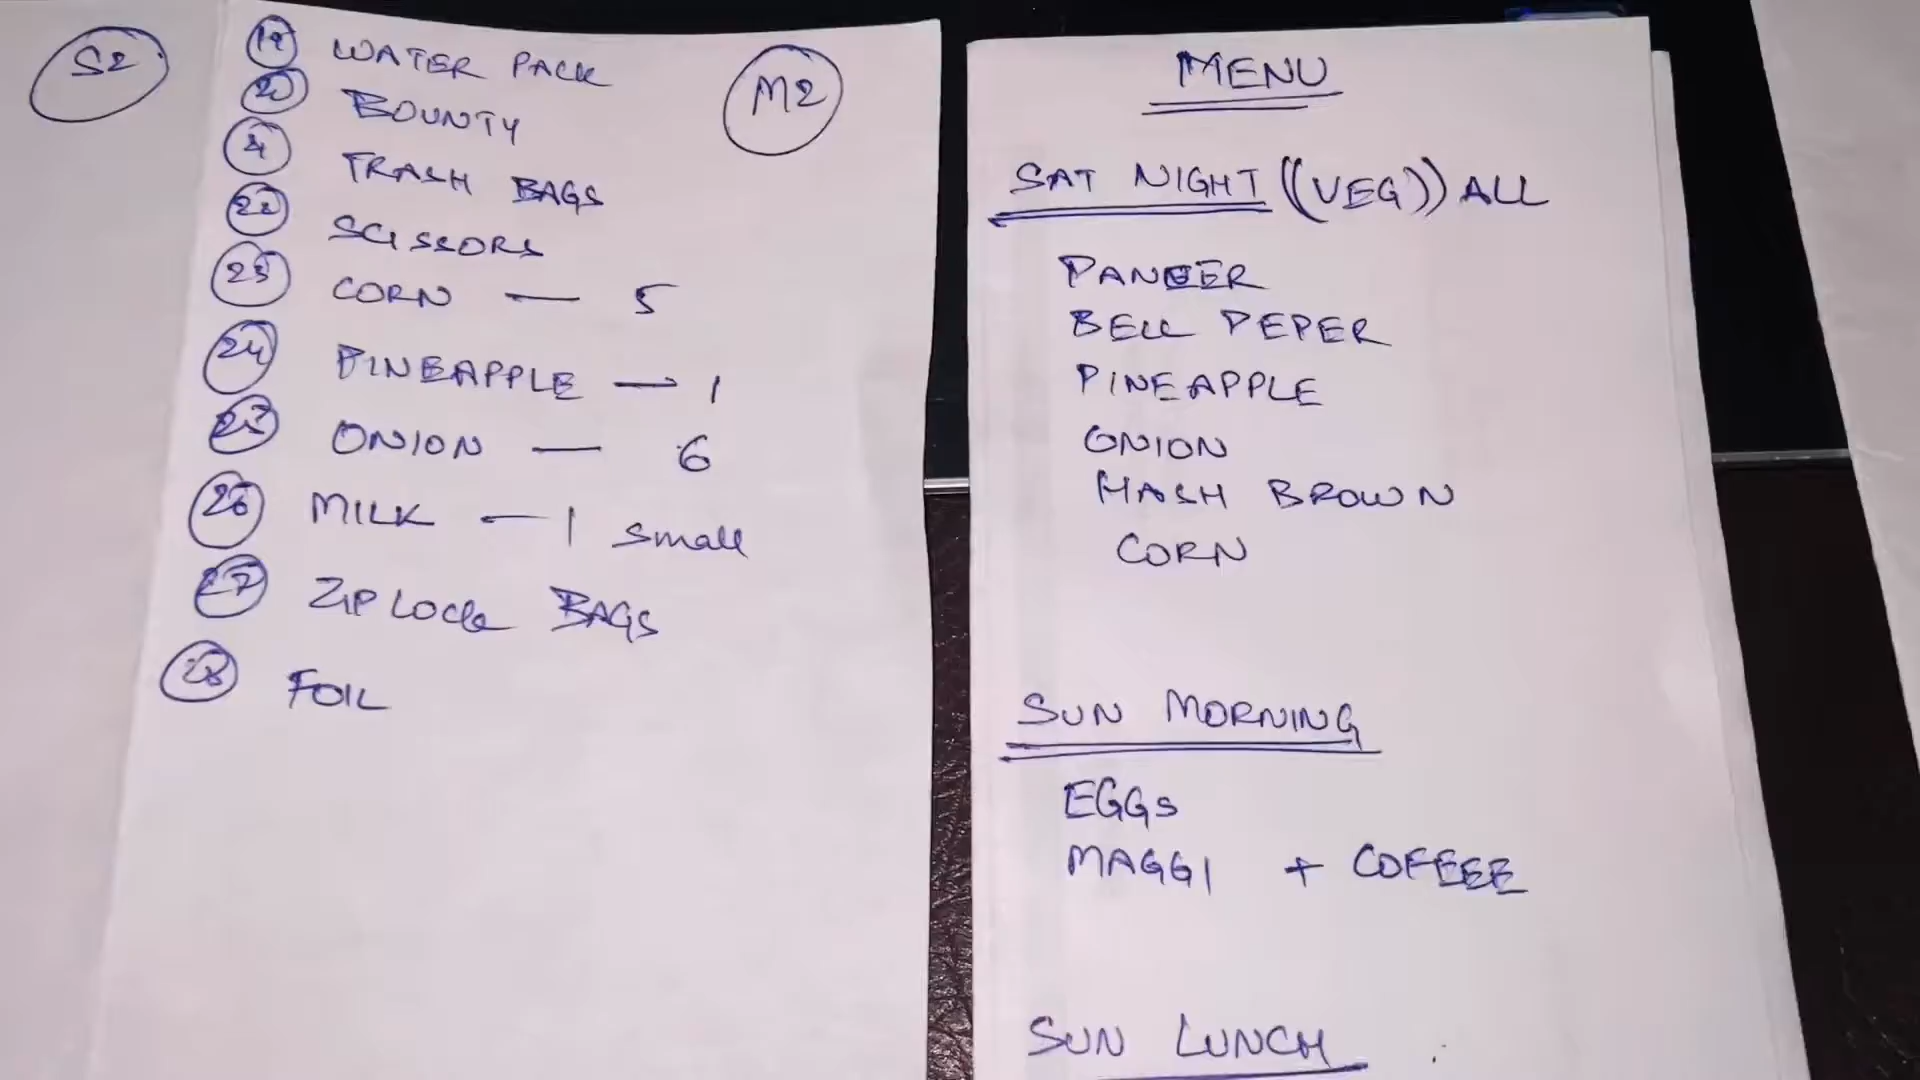 S2
19 WATER PACK
M2
20 BOUNTY
TRASH BAGS
22 SCISSORS
23 CORN — 5
24 PINEAPPLE — 1
25 ONION — 6
26 MILK — 1 small
27 ZIPLOCK BAGS
28 FOIL
MENU
SAT NIGHT ((VEG)) ALL
PANEER
BELL PEPER
PINEAPPLE
ONION
HASH BROWN
CORN
SUN MORNING
EGGS
MAGGI + COFEEE
SUN LUNCH